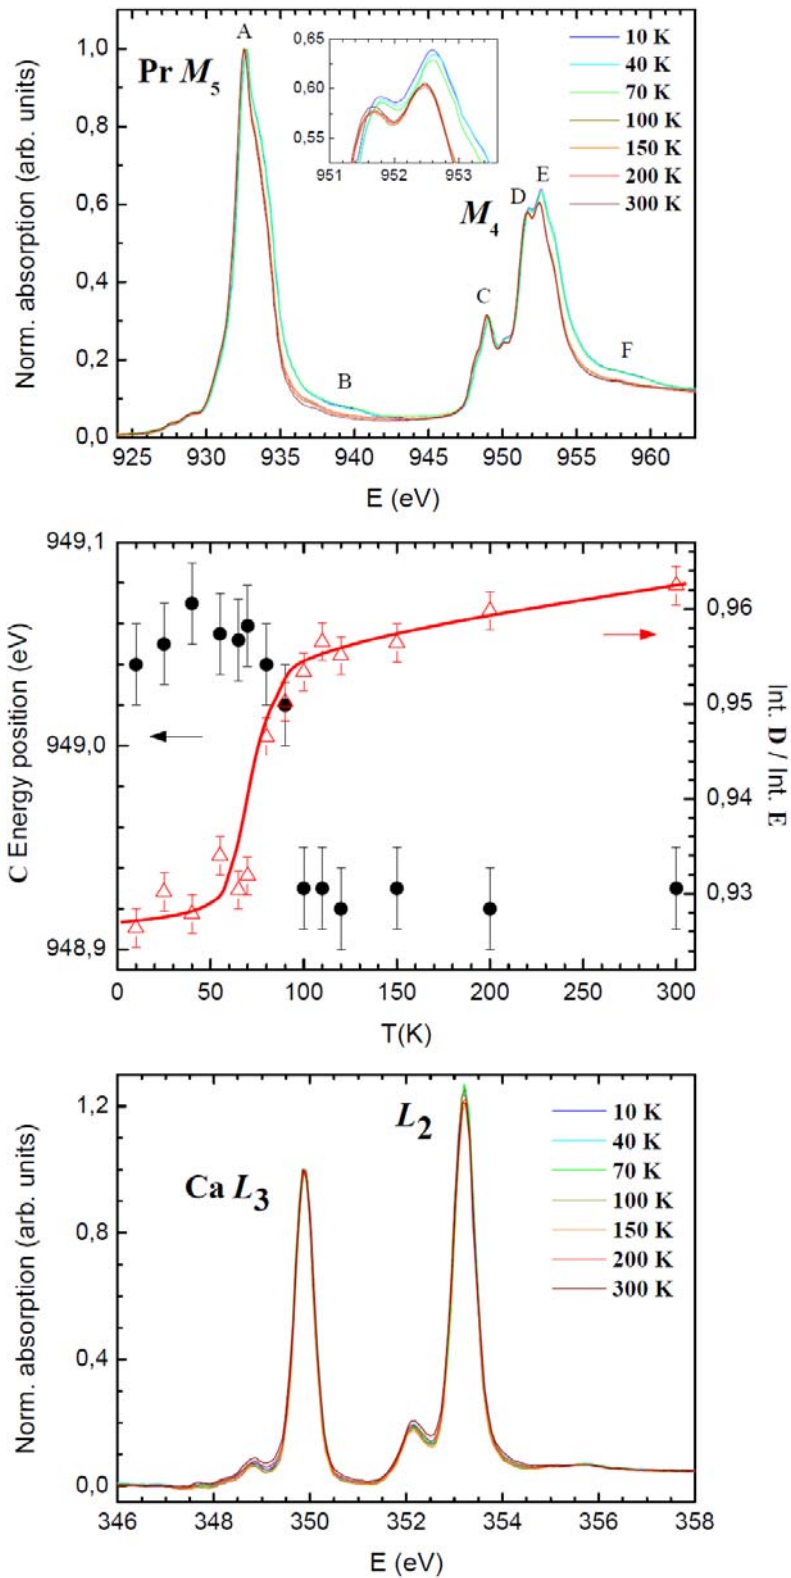 A
Pr M5
0,65
0,60
0,55
951 952 953
10 K
40 K
70 K
100 K
150 K
200 K
300 K
M4
D E
C
B
F
1,0
0,8
0,6
0,4
0,2
0,0
Norm. absorption (arb. units)
925 930 935 940 945 950 955 960
E (eV)
949,1
949,0
948,9
C Energy position (eV)
0,96
0,95
0,94
0,93
Int. D / Int. E
0 50 100 150 200 250 300
T(K)
1,2
0,8
0,4
0,0
Norm. absorption (arb. units)
Ca L3
L2
10 K
40 K
70 K
100 K
150 K
200 K
300 K
346 348 350 352 354 356 358
E (eV)